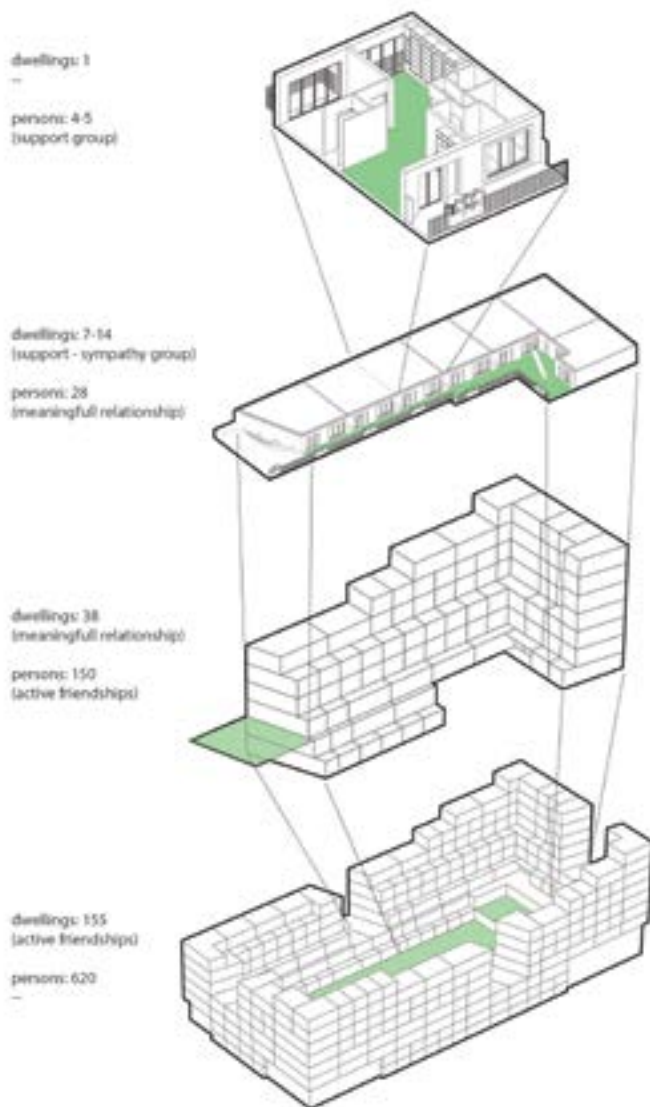 dwellings: 1
--
persons: 4-5
(support group)
dwellings: 7-14
(support - sympathy group)
persons: 28
(meaningfull relationship)
dwellings: 38
(meaningfull relationship)
persons: 150
(active friendships)
dwellings: 155
(active friendships)
persons: 620
--